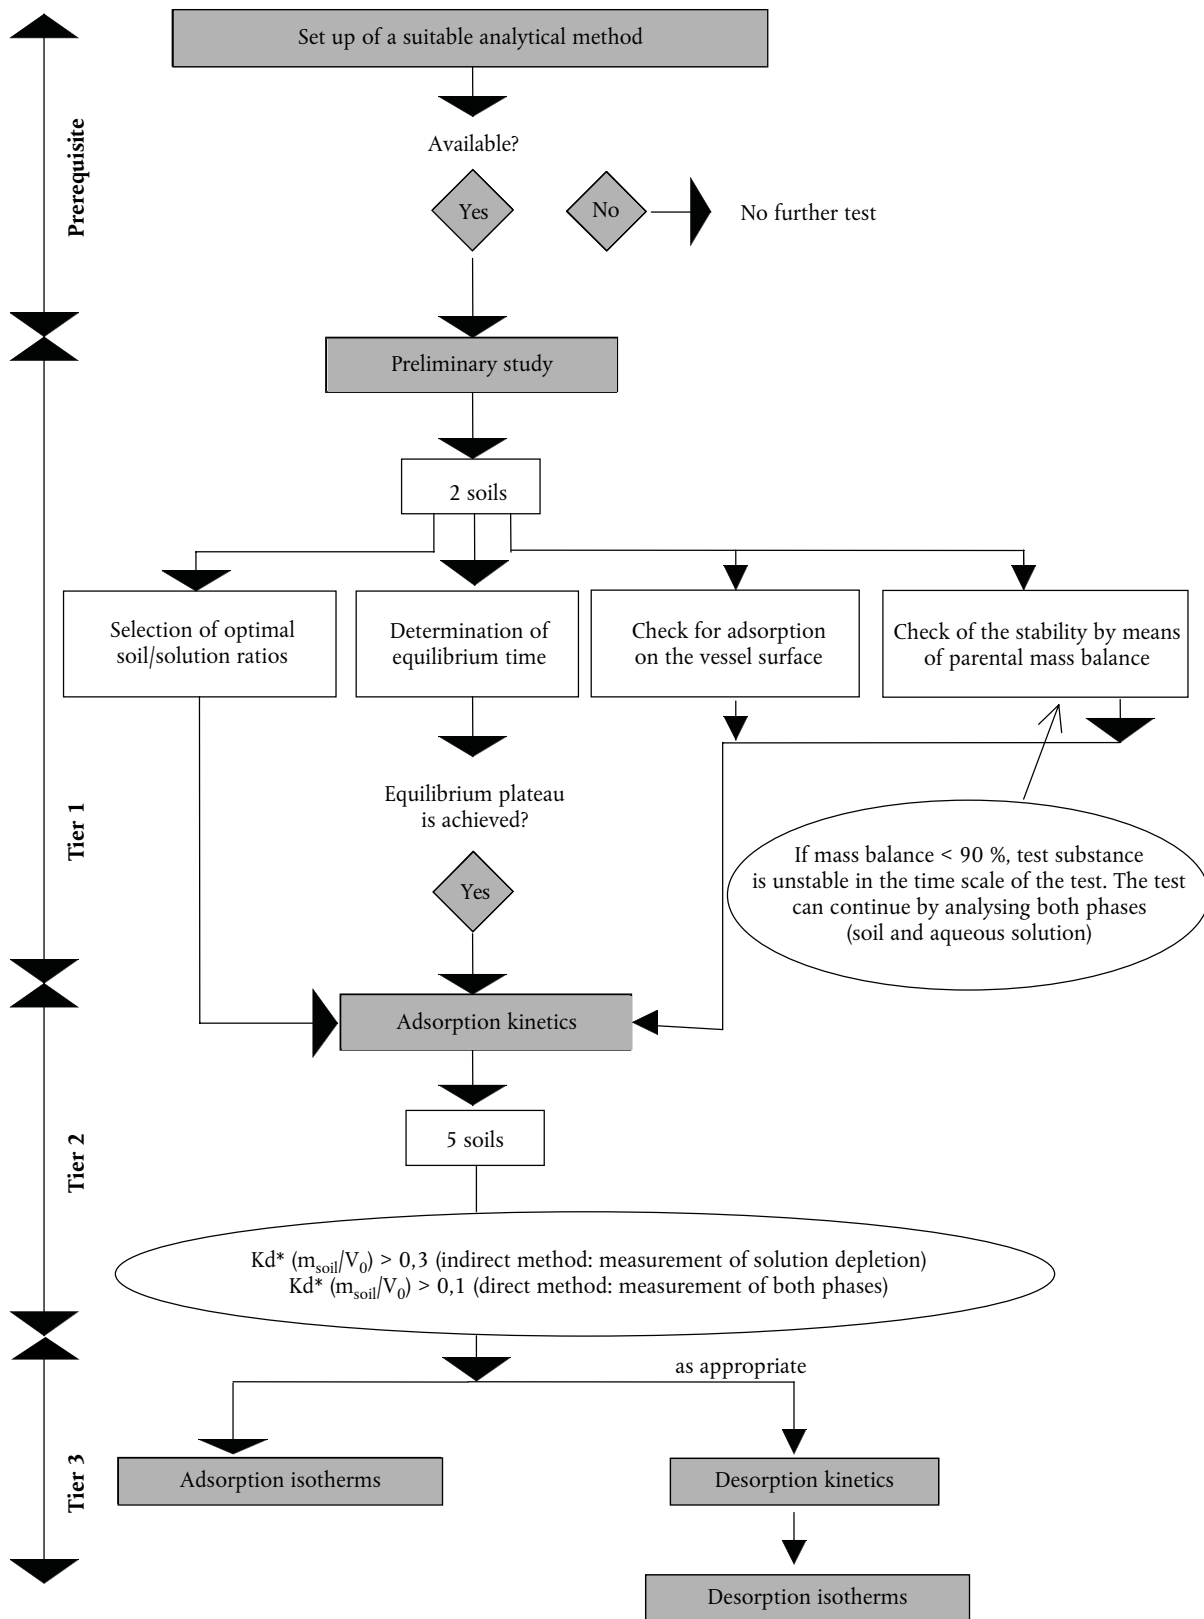 Set up of a suitable analytical method
Prerequisite
Available?
Yes
No
No further test
Preliminary study
2 soils
Tier 1
Selection of optimal
soil/solution ratios
Determination of
equilibrium time
Check for adsorption
on the vessel surface
Check of the stability by means
of parental mass balance
Equilibrium plateau
is achieved?
Yes
If mass balance < 90 %, test substance
is unstable in the time scale of the test. The test
can continue by analysing both phases
(soil and aqueous solution)
Tier 2
Adsorption kinetics
5 soils
Kd* (m_soil/V_0) > 0,3 (indirect method: measurement of solution depletion)
Kd* (m_soil/V_0) > 0,1 (direct method: measurement of both phases)
Tier 3
as appropriate
Adsorption isotherms
Desorption kinetics
Desorption isotherms